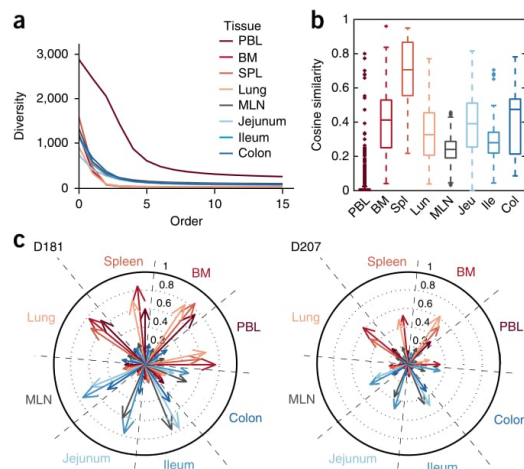 a
Tissue
PBL
BM
SPL
Lung
MLN
Jejunum
Ileum
Colon
3,000
2,000
1,000
0
Diversity
0 5 10 15
Order
b
1
0.8
0.6
0.4
0.2
0
Cosine similarity
PBL BM Spl Lun MLN Jeu Ile Col
c
D181
Spleen
BM
1
0.8
0.6
0.4
0.2
PBL
Lung
MLN
Colon
Jejunum
Ileum
D207
Spleen
BM
1
0.8
0.6
0.4
0.2
PBL
Lung
MLN
Colon
Jejunum
Ileum